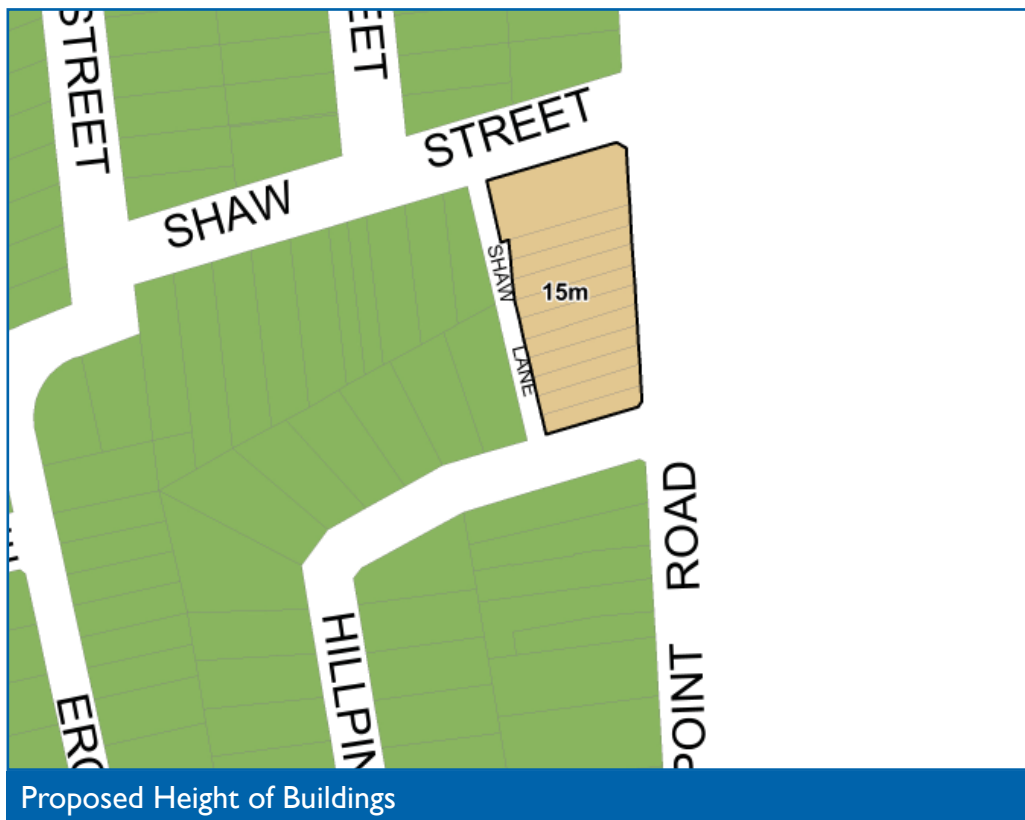 STREET
EET
SHAW STREET
SHAW LANE
15m
POINT ROAD
HILLPIN
ERO
Proposed Height of Buildings